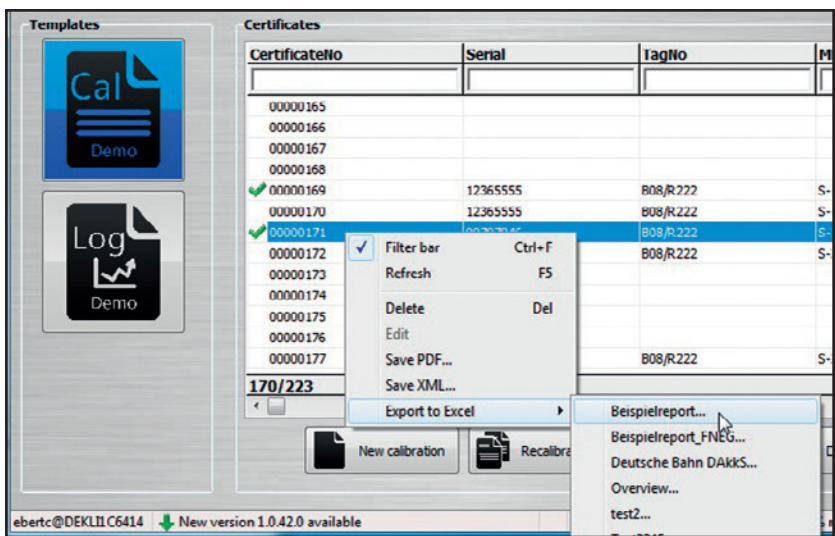 Templates
Certificates
Cal
Demo
Log
Demo
CertificateNo Serial TagNo
00000165
00000166
00000167
00000168
00000169 12365555 B08/R222 S-
00000170 12365555 B08/R222 S-
00000171 B08/R222 S-
00000172 B08/R222 S-
00000173
00000174
00000175
00000176
00000177 B08/R222 S-
170/223
Filter bar Ctrl+F
Refresh F5
Delete Del
Edit
Save PDF...
Save XML...
Export to Excel
Beispielreport...
Beispielreport_FNEG...
Deutsche Bahn DAkkS...
Overview...
test2...
New calibration
Recalibra
ebertc@DEKLI1C6414 New version 1.0.42.0 available